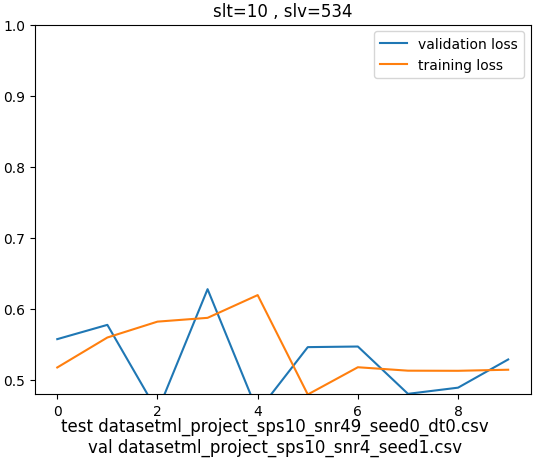 slt=10 , slv=534
validation loss
training loss
1.0
0.9
0.8
0.7
0.6
0.5
0 2 4 6 8
test datasetml_project_sps10_snr49_seed0_dt0.csv
val datasetml_project_sps10_snr4_seed1.csv